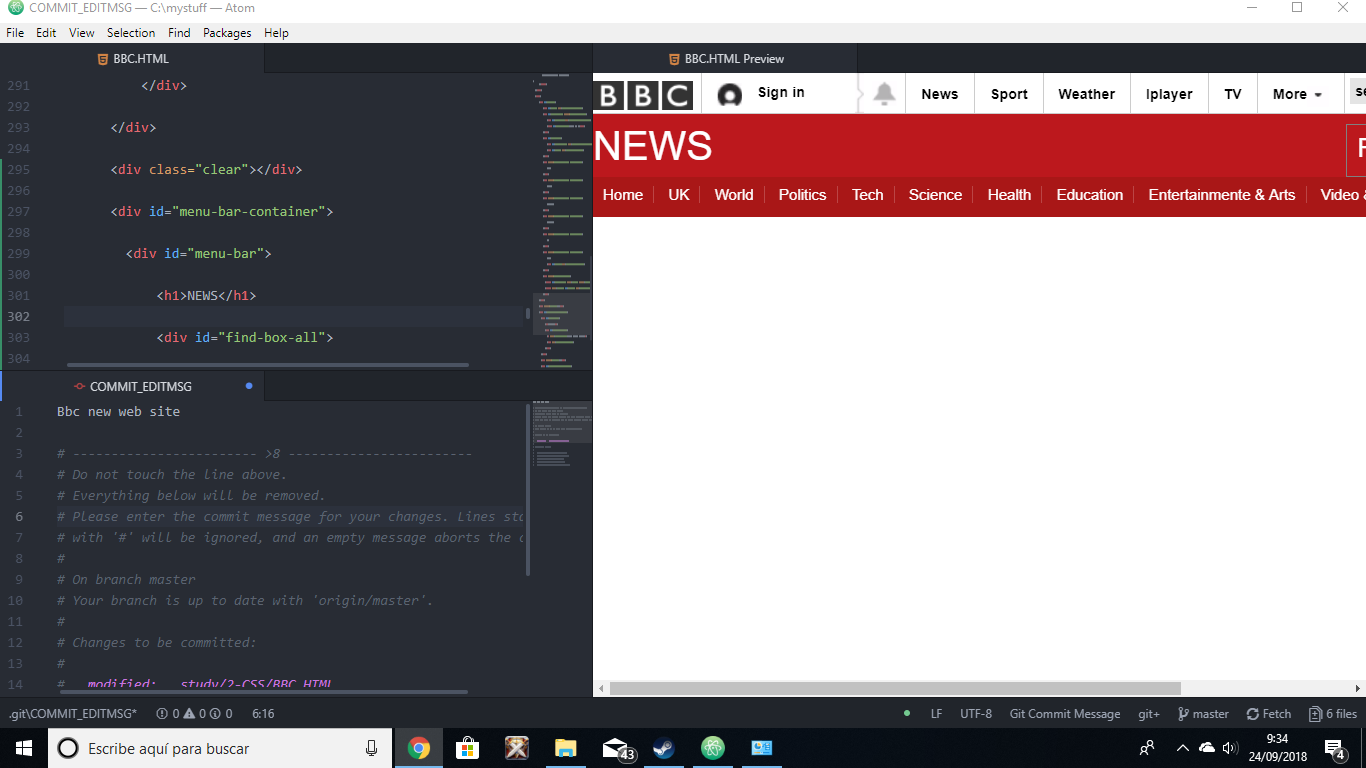 COMMIT_EDITMSG — C:\mystuff — Atom
File Edit View Selection Find Packages Help
BBC.HTML
291 </div>
292
293 </div>
294
295 <div class="clear"></div>
296
297 <div id="menu-bar-container">
298
299 <div id="menu-bar">
300
301 <h1>NEWS</h1>
302
303 <div id="find-box-all">
304
COMMIT_EDITMSG
1 Bbc new web site
2
3 # ------------------------ >8 ------------------------
4 # Do not touch the line above.
5 # Everything below will be removed.
6 # Please enter the commit message for your changes. Lines sta
7 # with '#' will be ignored, and an empty message aborts the c
8 #
9 # On branch master
10 # Your branch is up to date with 'origin/master'.
11 #
12 # Changes to be committed:
13 #
14 # modified: study/2-CSS/BBC.HTML
BBC.HTML Preview
BBC Sign in News Sport Weather Iplayer TV More se
NEWS F
Home UK World Politics Tech Science Health Education Entertainmente & Arts Video &
.git\COMMIT_EDITMSG* 0 0 0 6:16 LF UTF-8 Git Commit Message git+ master Fetch 6 files
Escribe aquí para buscar 43 9:34
24/09/2018 4